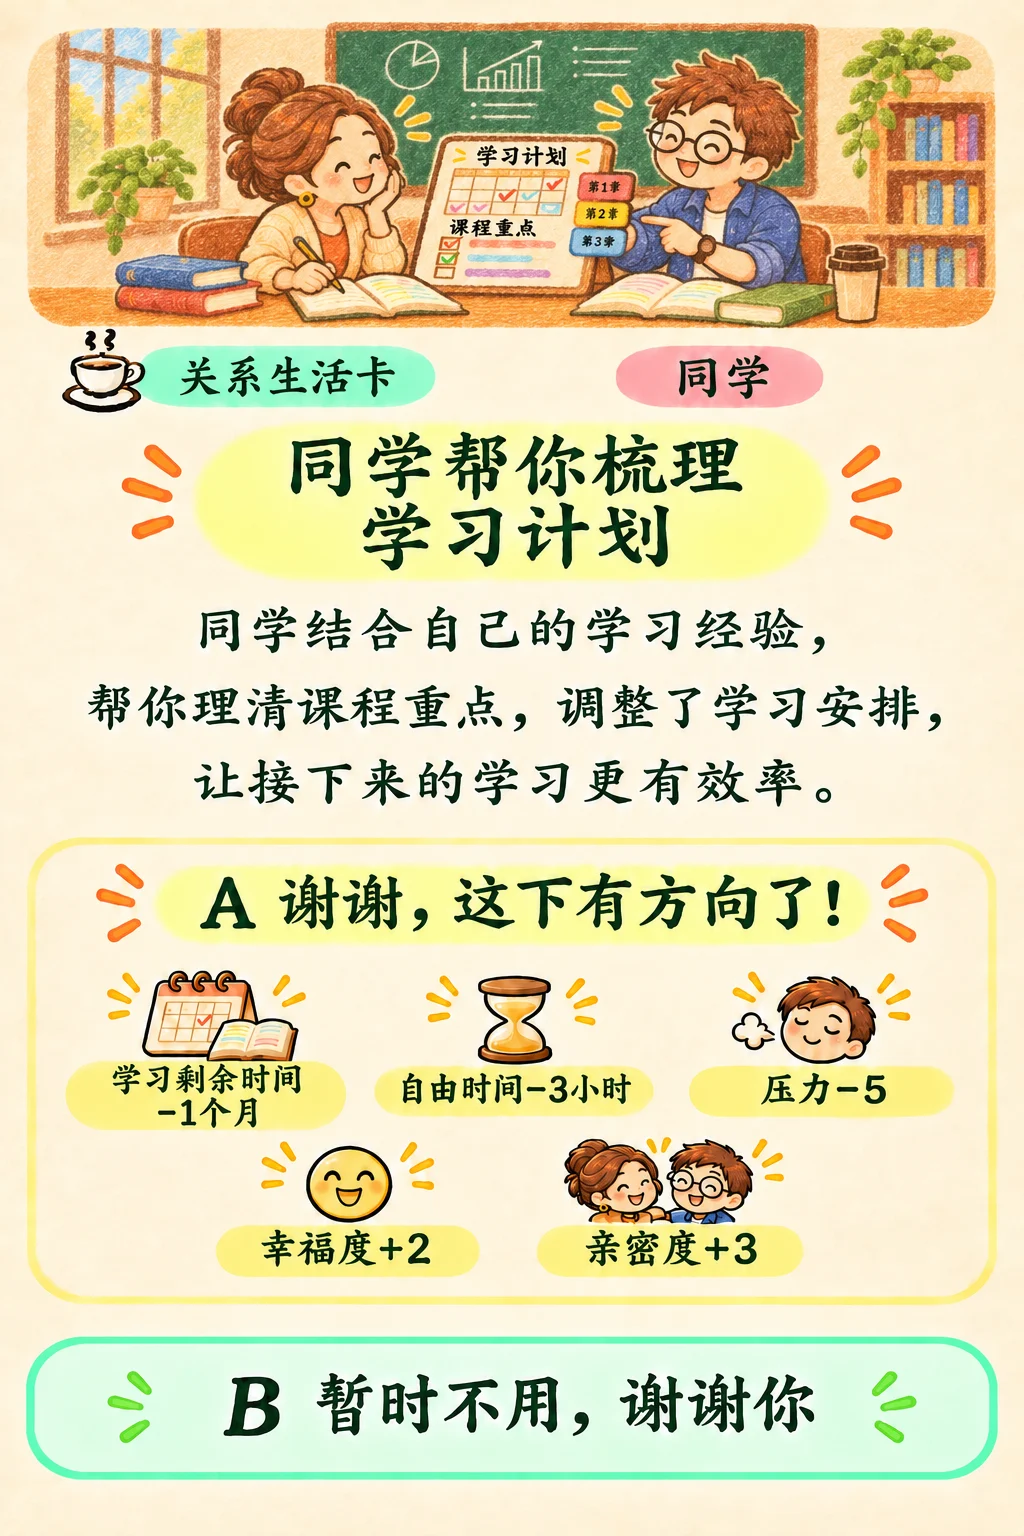 学习计划
第1章
第2章
课程重点
第3章
关系生活卡
同学
同学帮你梳理
学习计划
同学结合自己的学习经验，
帮你理清课程重点，调整了学习安排，
让接下来的学习更有效率。
A 谢谢，这下有方向了！
学习剩余时间
-1个月
自由时间-3小时
压力-5
幸福度+2
亲密度+3
B 暂时不用，谢谢你